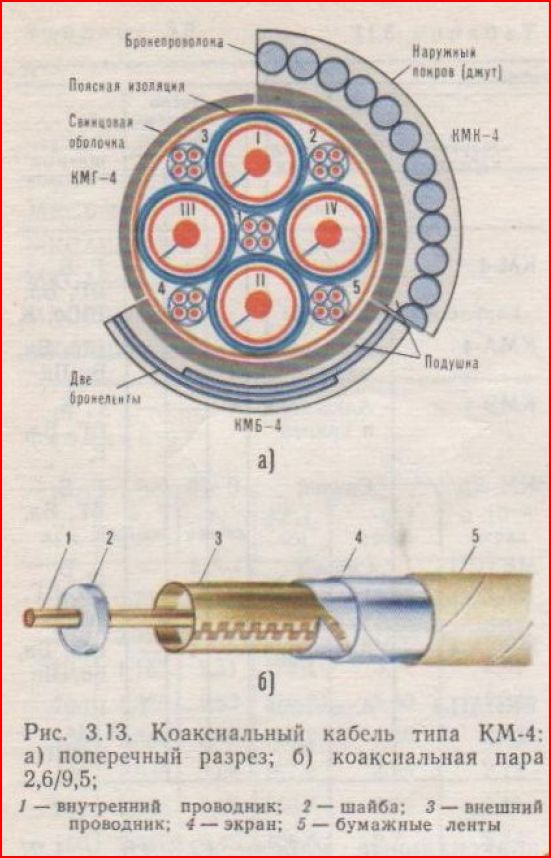 Бронепроволока
Наружный
покров (джут)
Поясная изоляция
Свинцовая
оболочка
КМГ-4
КМК-4
3
I
2
III
1
IV
4
II
5
Подушка
Две
бронеленты
КМБ-4
а)
1
2
3
4
5
б)
Рис. 3.13. Коаксиальный кабель типа КМ-4:
а) поперечный разрез; б) коаксиальная пара
2,6/9,5;
1 — внутренний проводник; 2 — шайба; 3 — внешний
проводник; 4 — экран; 5 — бумажные ленты